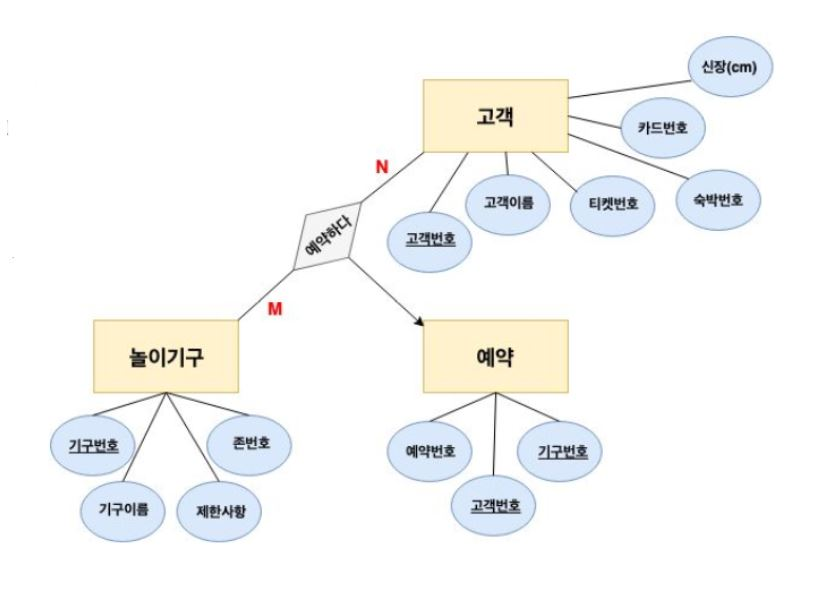 신장(cm)
고객
카드번호
N
숙박번호
고객이름
티켓번호
고객번호
예약하다
M
놀이기구
예약
기구번호
존번호
기구이름
제한사항
예약번호
기구번호
고객번호